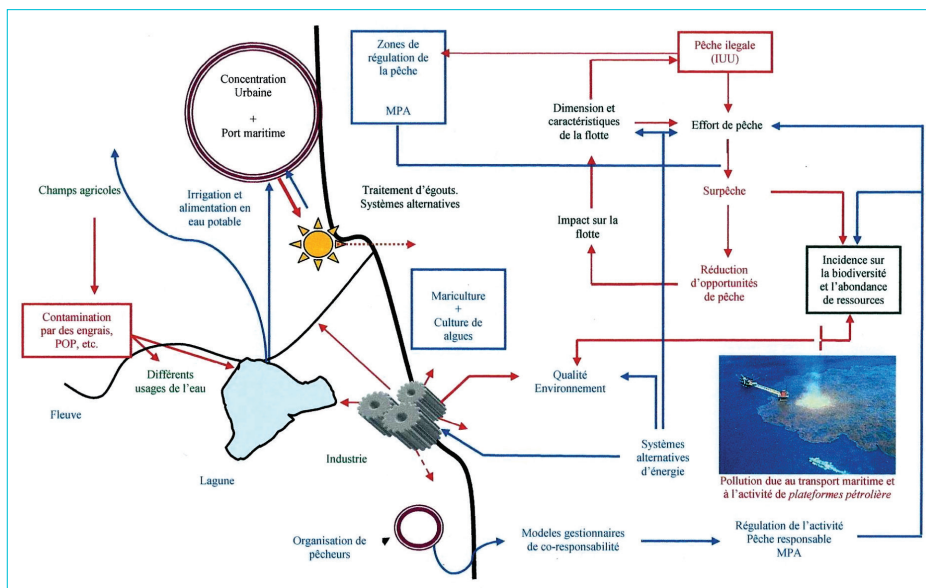 Zones de
régulation de
la pêche
MPA
Pêche ilegale
(IUU)
Concentration
Urbaine
+
Port maritime
Dimension et
caractéristiques
de la flotte
Effort de pêche
Champs agricoles
Irrigation et
alimentation en
eau potable
Traitement d'égouts.
Systèmes alternatives
Surpêche
Impact sur la
flotte
Incidence sur
la biodiversité
et l'abondance
de ressources
Réduction
d'opportunités
de pêche
Mariculture
+
Culture de
algues
Contamination
par des engrais,
POP, etc.
Différents
usages de l'eau
Qualité
Environnement
Fleuve
Industrie
Lagune
Systèmes
alternatives
d'énergie
Pollution due au transport maritime et
à l'activité de plateformes pétrolière
Organisation de
pêcheurs
Modeles gestionnaires
de co-responsabilité
Régulation de l'activité
Pêche responsable
MPA